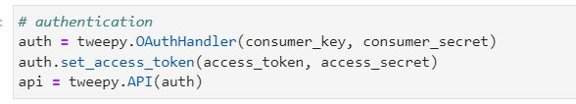 # authentication
auth = tweepy.OAuthHandler(consumer_key, consumer_secret)
auth.set_access_token(access_token, access_secret)
api = tweepy.API(auth)